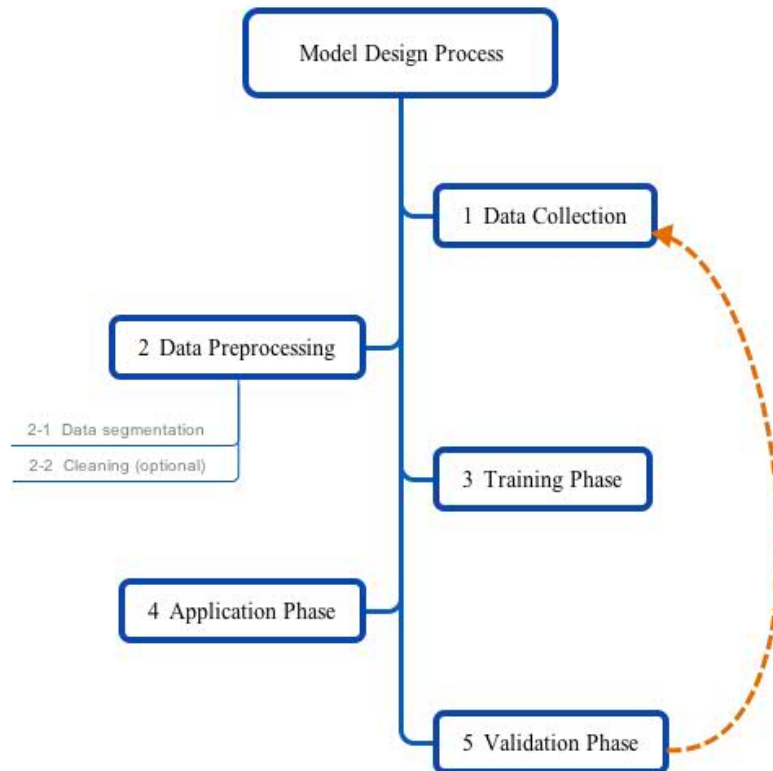 Model Design Process
1 Data Collection
2 Data Preprocessing
2-1 Data segmentation
2-2 Cleaning (optional)
3 Training Phase
4 Application Phase
5 Validation Phase